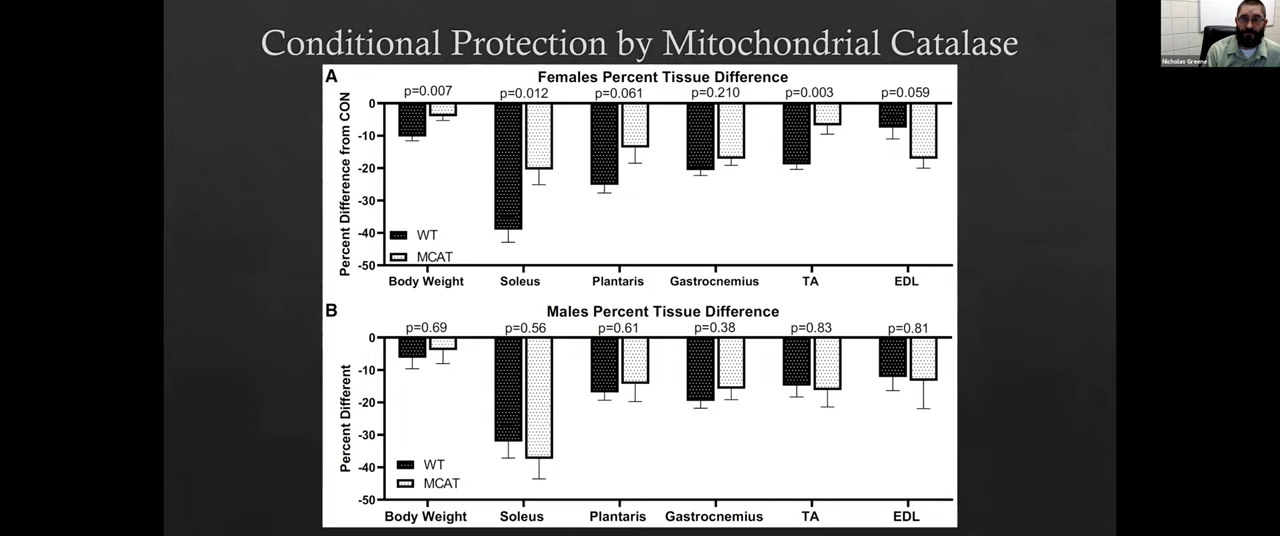 Conditional Protection by Mitochondrial Catalase
Nicholas Greene
A
Females Percent Tissue Difference
p=0.007 p=0.012 p=0.061 p=0.210 p=0.003 p=0.059
Percent Difference from CON
0
-10
-20
-30
-40
-50
WT
MCAT
Body Weight Soleus Plantaris Gastrocnemius TA EDL
B
Males Percent Tissue Difference
p=0.69 p=0.56 p=0.61 p=0.38 p=0.83 p=0.81
Percent Different
0
-10
-20
-30
-40
-50
WT
MCAT
Body Weight Soleus Plantaris Gastrocnemius TA EDL